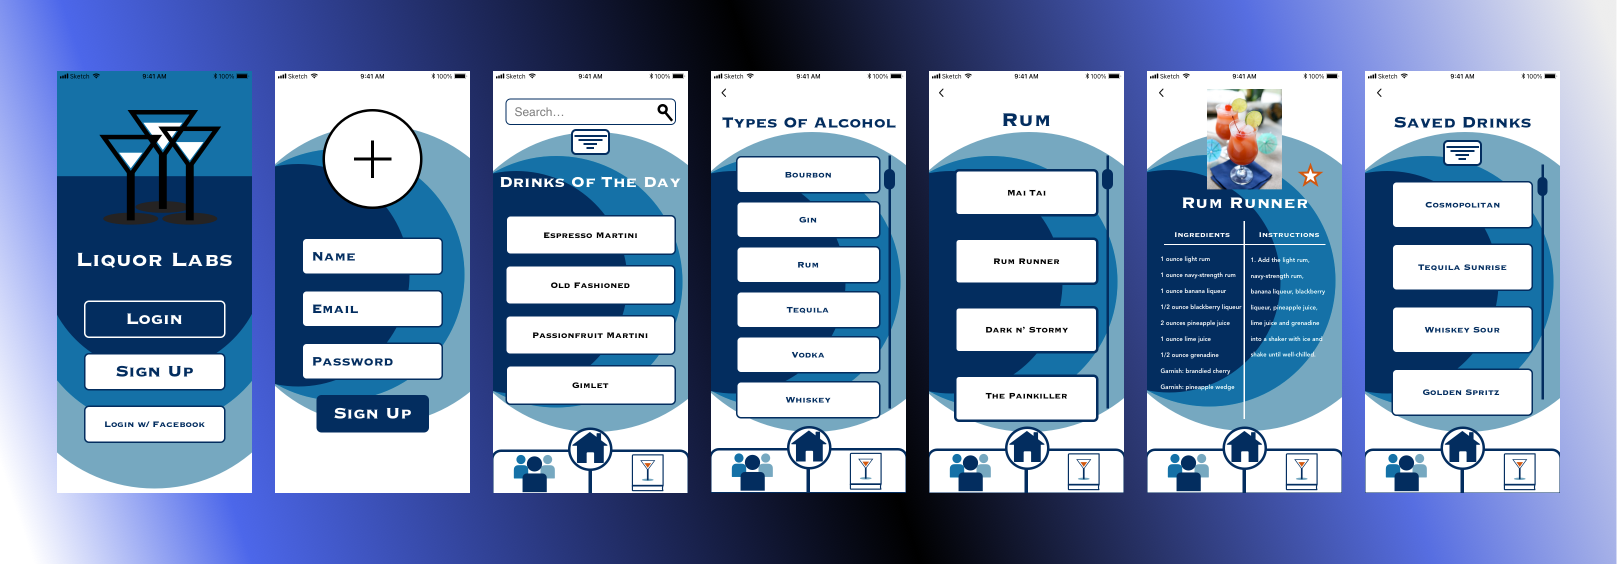 Sketch 9:41 AM 100%
Liquor Labs
Login
Sign Up
Login w/ Facebook
Sketch 9:41 AM 100%
Name
Email
Password
Sign Up
Sketch 9:41 AM 100%
Search...
Drinks Of The Day
Espresso Martini
Old Fashioned
Passionfruit Martini
Gimlet
Sketch 9:41 AM 100%
Types Of Alcohol
Bourbon
Gin
Rum
Tequila
Vodka
Whiskey
Sketch 9:41 AM 100%
Rum
Mai Tai
Rum Runner
Dark n' Stormy
The Painkiller
Sketch 9:41 AM 100%
Rum Runner
Ingredients
1 ounce light rum
1 ounce navy-strength rum
1 ounce banana liqueur
1/2 ounce blackberry liqueur
2 ounces pineapple juice
1 ounce lime juice
1/2 ounce grenadine
Garnish: brandied cherry
Garnish: pineapple wedge
Instructions
1. Add the light rum,
navy-strength rum,
banana liqueur, blackberry
liqueur, pineapple juice,
lime juice and grenadine
into a shaker with ice and
shake until well-chilled.
Sketch 9:41 AM 100%
Saved Drinks
Cosmopolitan
Tequila Sunrise
Whiskey Sour
Golden Spritz